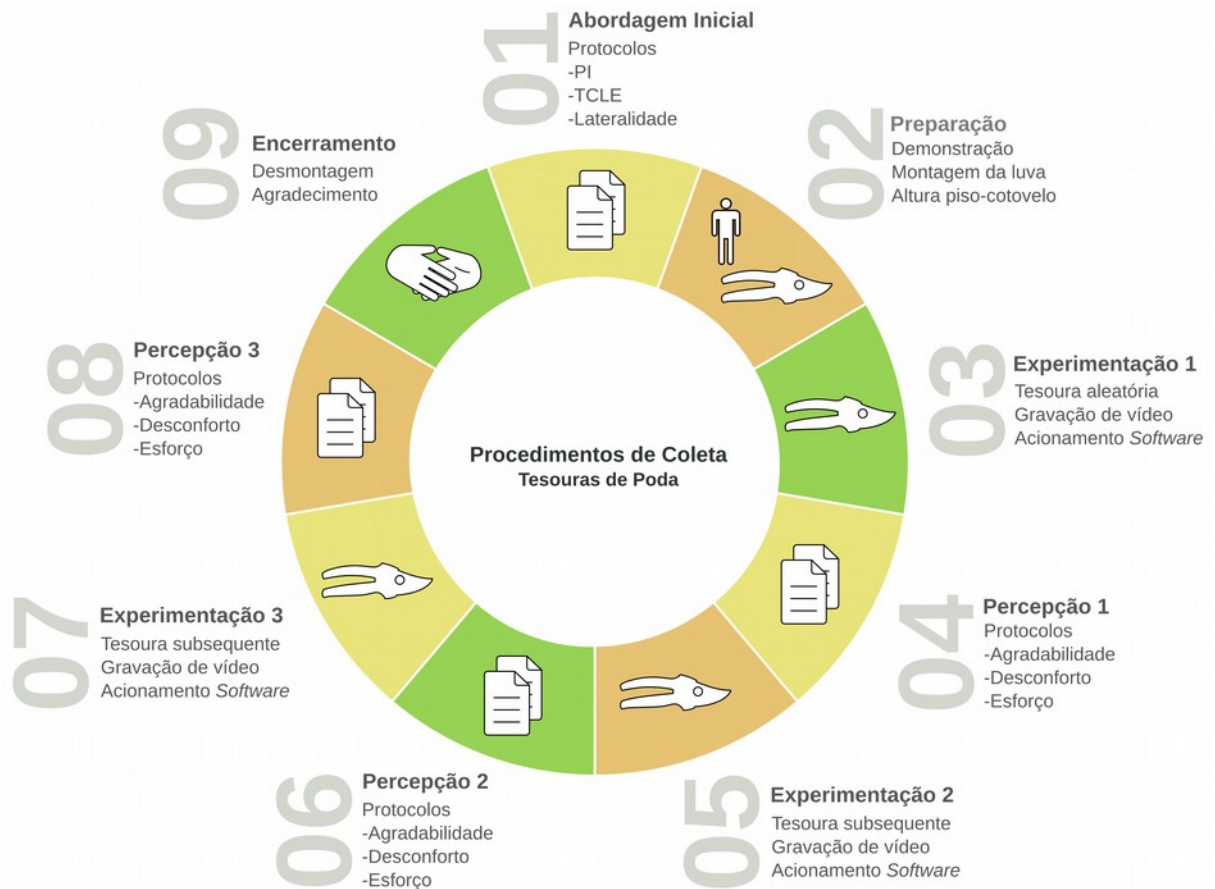 Procedimentos de Coleta
Tesouras de Poda
01
Abordagem Inicial
Protocolos
-PI
-TCLE
-Lateralidade
02
Preparação
Demonstração
Montagem da luva
Altura piso-cotovelo
03
Experimentação 1
Tesoura aleatória
Gravação de vídeo
Acionamento Software
04
Percepção 1
Protocolos
-Agradabilidade
-Desconforto
-Esforço
05
Experimentação 2
Tesoura subsequente
Gravação de vídeo
Acionamento Software
06
Percepção 2
Protocolos
-Agradabilidade
-Desconforto
-Esforço
07
Experimentação 3
Tesoura subsequente
Gravação de vídeo
Acionamento Software
08
Percepção 3
Protocolos
-Agradabilidade
-Desconforto
-Esforço
09
Encerramento
Desmontagem
Agradecimento